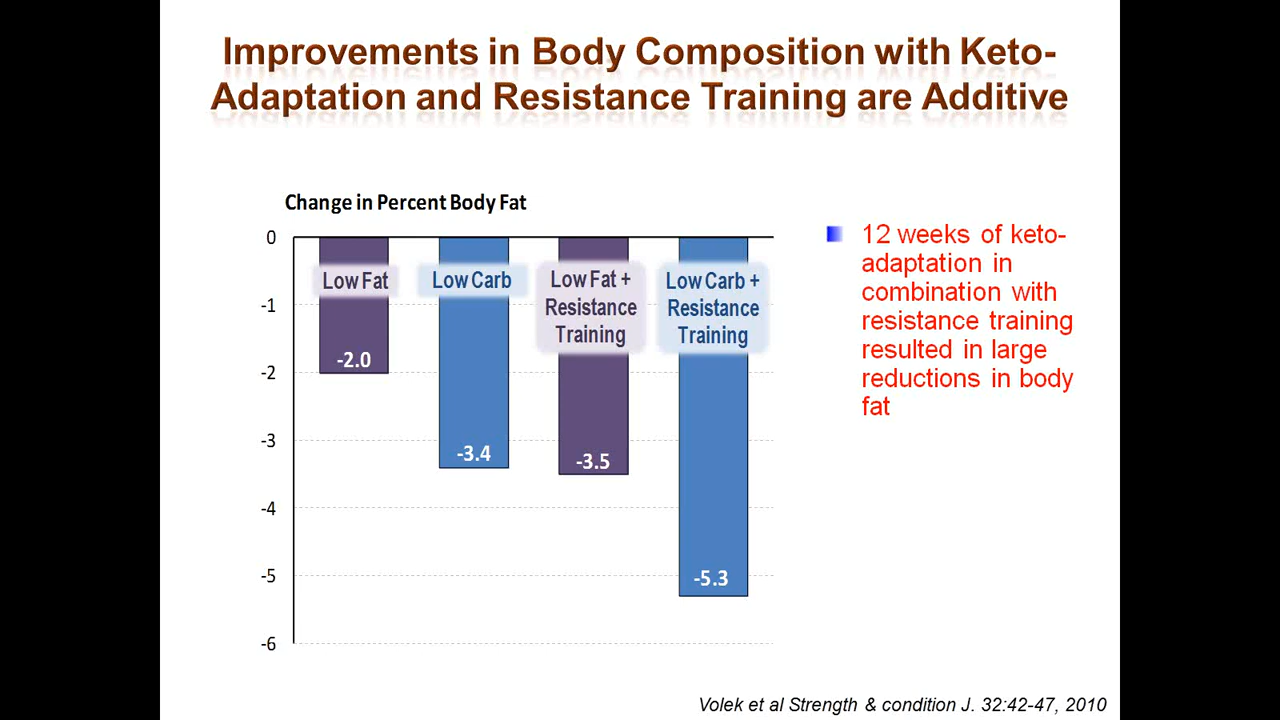 Improvements in Body Composition with Keto-
Adaptation and Resistance Training are Additive
Change in Percent Body Fat
0
-1
-2
-3
-4
-5
-6
Low Fat
-2.0
Low Carb
-3.4
Low Fat +
Resistance
Training
-3.5
Low Carb +
Resistance
Training
-5.3
12 weeks of keto-
adaptation in
combination with
resistance training
resulted in large
reductions in body
fat
Volek et al Strength & condition J. 32:42-47, 2010